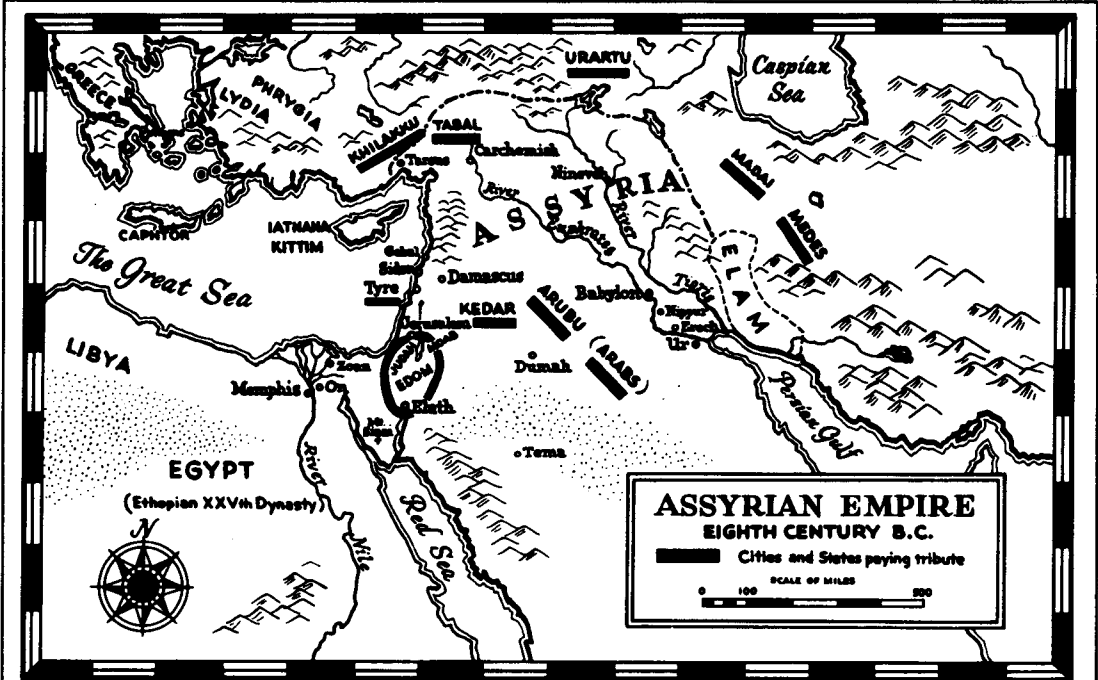 URARTU
Caspian
Sea
GREECE
PHRYGIA
LYDIA
KHILAKKU
TABAL
Tarsus
Carchemish
Nineveh
MADAI
MEDES
ASSYRIA
River
Euphrates
River
Tigris
CAPHTOR
IATNANA
KITTIM
Gebal
Sidon
Tyre
Damascus
The Great Sea
ELAM
Babylon
Nippur
Erech
Ur
KEDAR
ARUBU
(ARABS)
Jerusalem
JUDAH
MOAB
EDOM
Elath
Dumah
LIBYA
Zoan
Memphis
On
Mt.
Sinai
Tema
Persian Gulf
EGYPT
(Ethopian XXVth Dynasty)
River
Nile
Red Sea
N
ASSYRIAN EMPIRE
EIGHTH CENTURY B.C.
Cities and States paying tribute
SCALE OF MILES
0 100 500